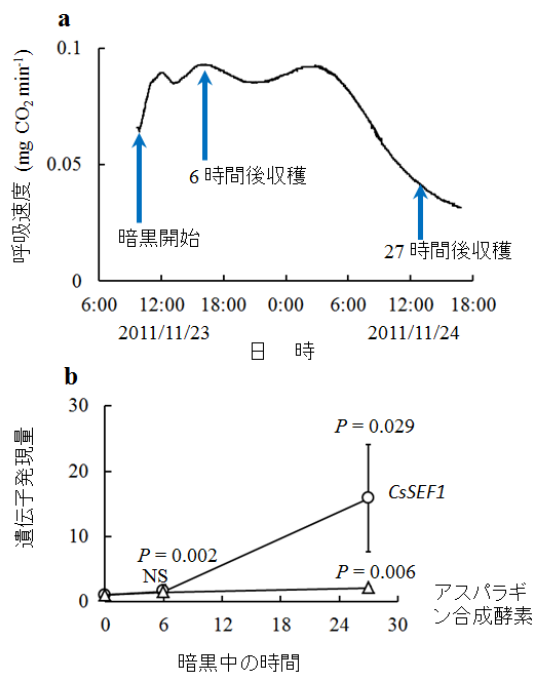 a
呼吸速度 (mg CO2 min-1)
0.1
0.05
0
6 時間後収穫
暗黒開始
27 時間後収穫
6:00 12:00 18:00 0:00 6:00 12:00 18:00
2011/11/23 2011/11/24
日 時
b
遺伝子発現量
30
20
10
0
P = 0.029
CsSEF1
P = 0.002
NS
P = 0.006
アスパラギ
ン合成酵素
0 6 12 18 24 30
暗黒中の時間